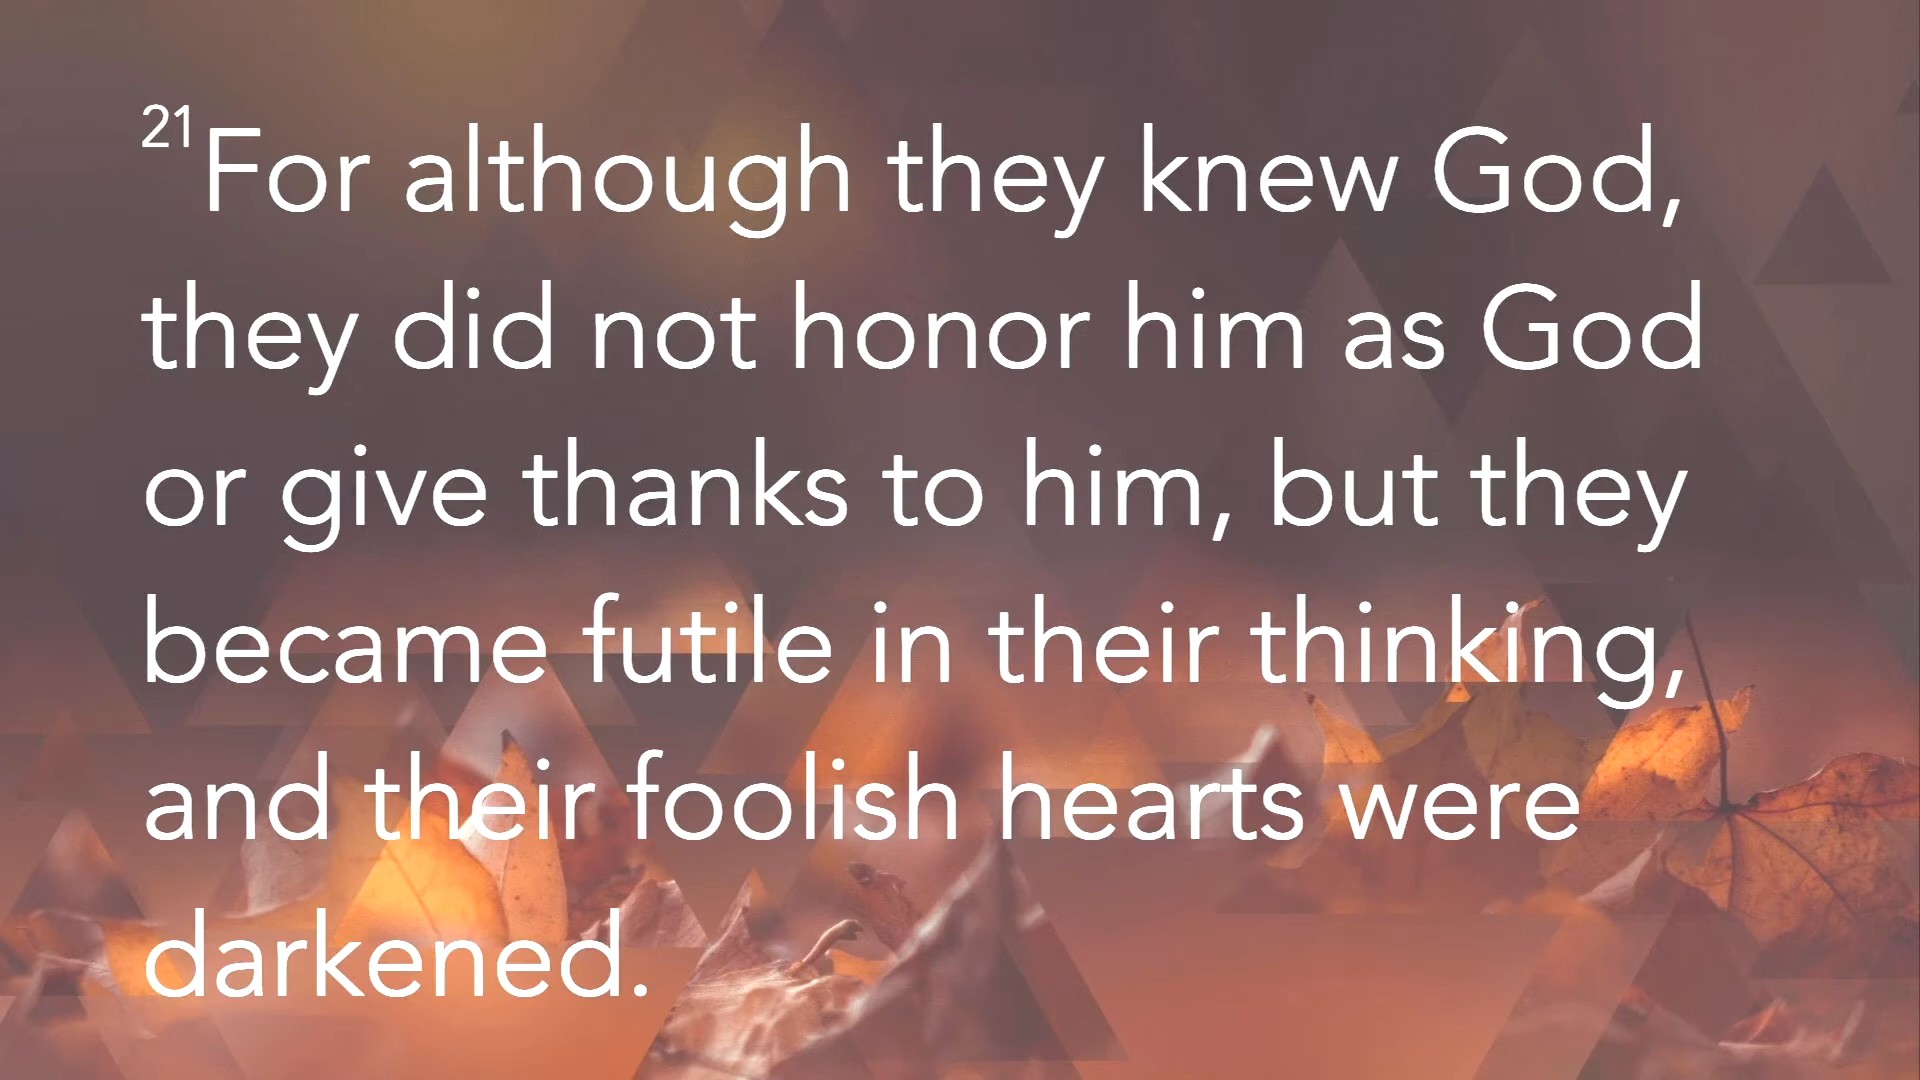 21For although they knew God,
they did not honor him as God
or give thanks to him, but they
became futile in their thinking,
and their foolish hearts were
darkened.